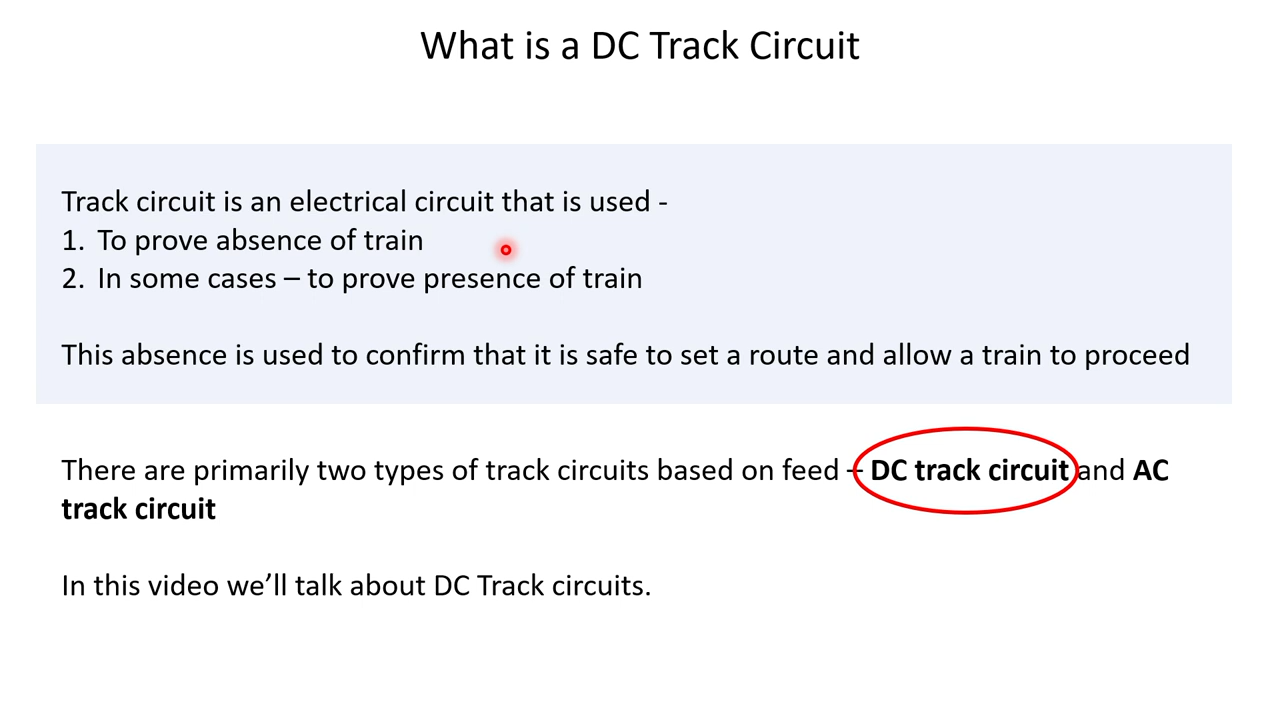 What is a DC Track Circuit
Track circuit is an electrical circuit that is used -
1. To prove absence of train
2. In some cases – to prove presence of train
This absence is used to confirm that it is safe to set a route and allow a train to proceed
There are primarily two types of track circuits based on feed – DC track circuit and AC
track circuit
In this video we’ll talk about DC Track circuits.